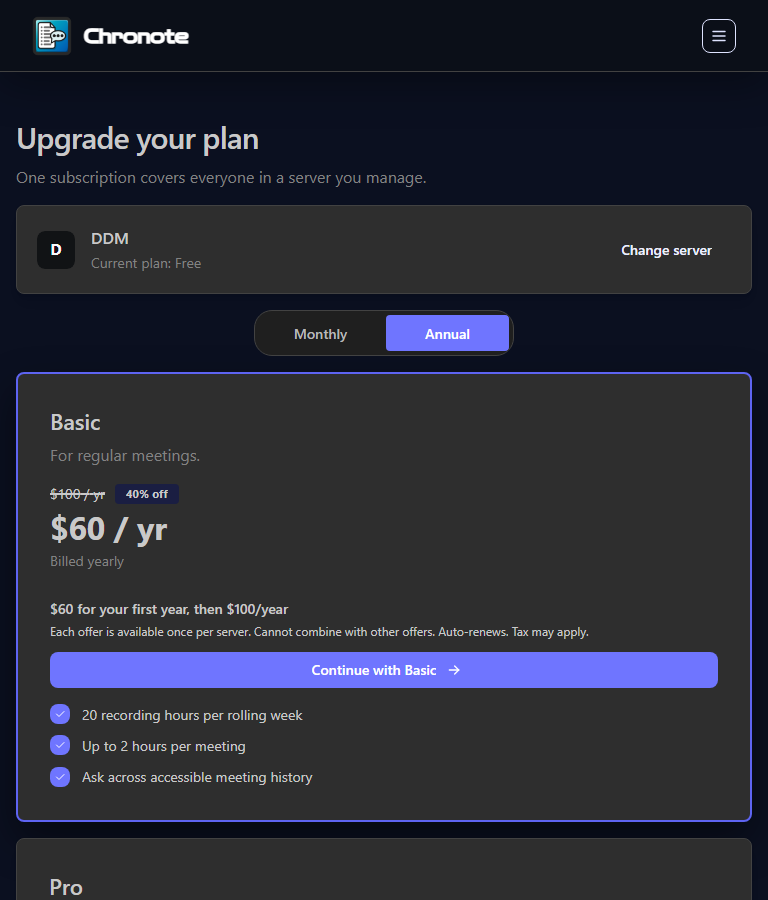 Chronote
Upgrade your plan
One subscription covers everyone in a server you manage.
D
DDM
Current plan: Free
Change server
Monthly
Annual
Basic
For regular meetings.
$100 / yr
40% off
$60 / yr
Billed yearly
$60 for your first year, then $100/year
Each offer is available once per server. Cannot combine with other offers. Auto-renews. Tax may apply.
Continue with Basic →
20 recording hours per rolling week
Up to 2 hours per meeting
Ask across accessible meeting history
Pro